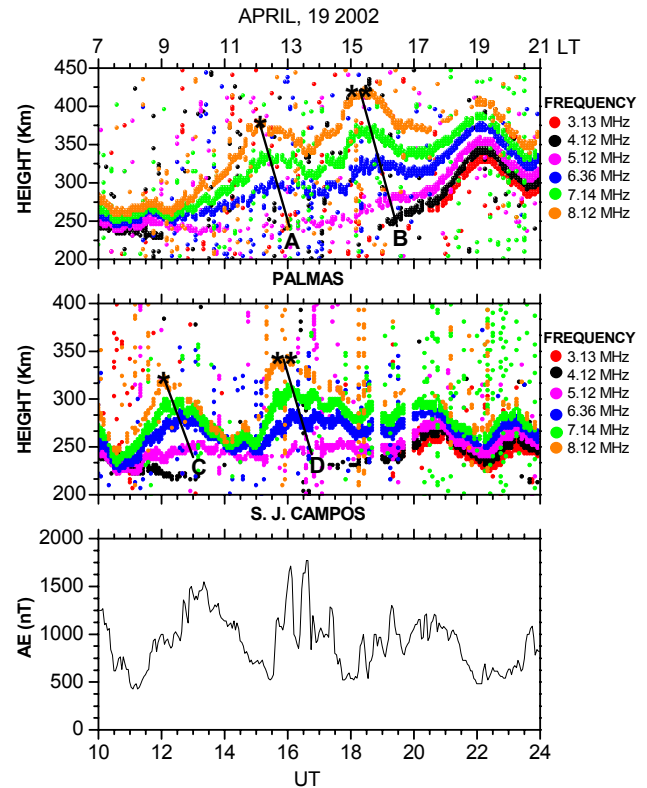 APRIL, 19 2002
7 9 11 13 15 17 19 21 LT
450
400
350
300
250
200
HEIGHT (Km)
* ** A B
FREQUENCY
3.13 MHz
4.12 MHz
5.12 MHz
6.36 MHz
7.14 MHz
8.12 MHz
PALMAS
400
350
300
250
200
HEIGHT (Km)
* ** C D
FREQUENCY
3.13 MHz
4.12 MHz
5.12 MHz
6.36 MHz
7.14 MHz
8.12 MHz
S. J. CAMPOS
2000
1500
1000
500
0
AE (nT)
10 12 14 16 18 20 22 24
UT